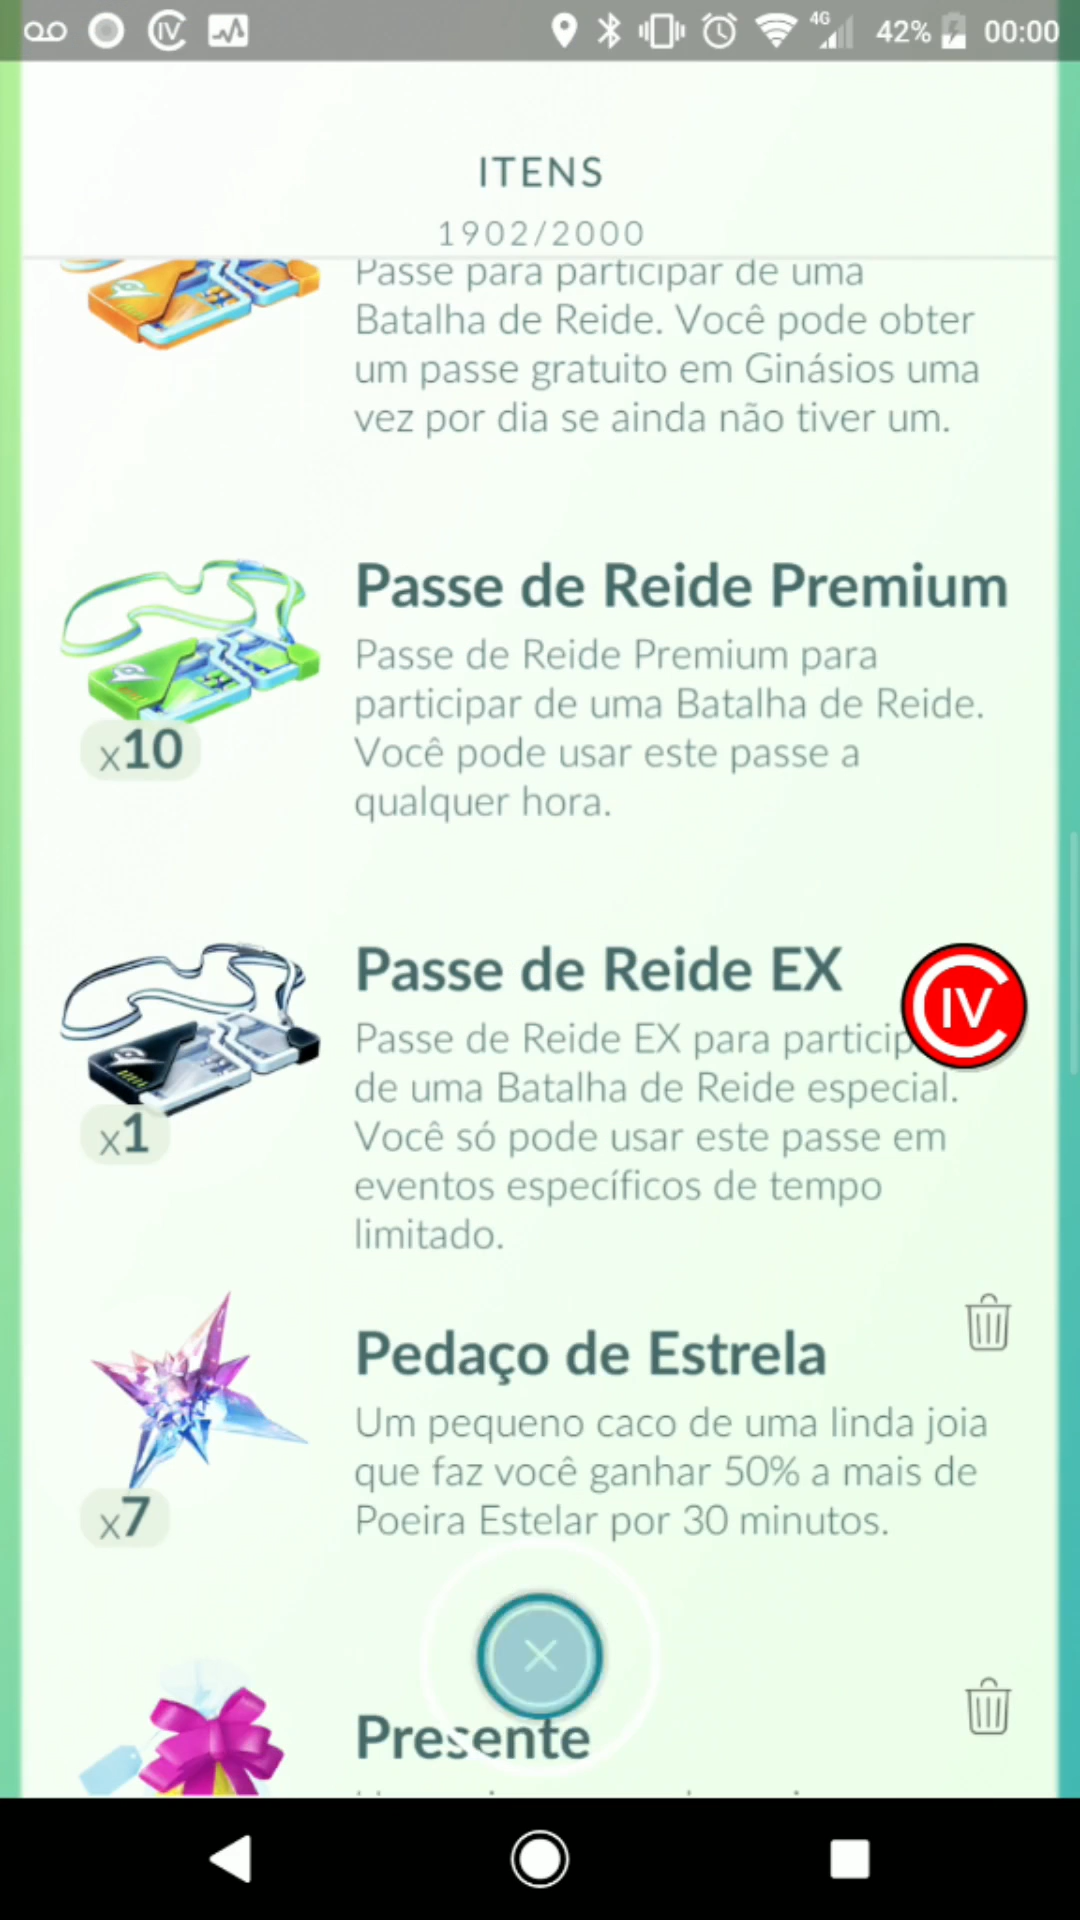 4G 42% 00:00
ITENS
1902/2000
Passe para participar de uma
Batalha de Reide. Você pode obter
um passe gratuito em Ginásios uma
vez por dia se ainda não tiver um.
Passe de Reide Premium
Passe de Reide Premium para
participar de uma Batalha de Reide.
Você pode usar este passe a
qualquer hora.
x10
Passe de Reide EX
IV
Passe de Reide EX para particip
de uma Batalha de Reide especial.
Você só pode usar este passe em
eventos específicos de tempo
limitado.
x1
Pedaço de Estrela
Um pequeno caco de uma linda joia
que faz você ganhar 50% a mais de
Poeira Estelar por 30 minutos.
x7
Presente